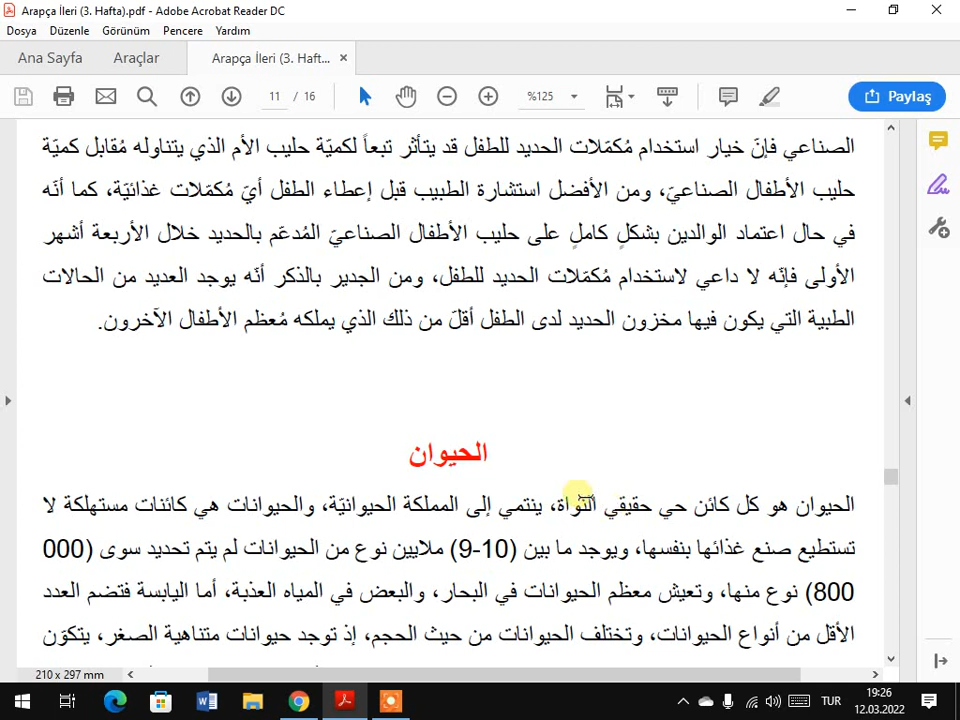 Arapça İleri (3. Hafta).pdf - Adobe Acrobat Reader DC
Dosya Düzenle Görünüm Pencere Yardım
Ana Sayfa Araçlar Arapça İleri (3. Haft... ×
11 / 16 %125 Paylaş
الصناعي فإنّ خيار استخدام مُكمّلات الحديد للطفل قد يتأثر تبعاً لكميّة حليب الأم الذي يتناوله مُقابل كميّة
حليب الأطفال الصناعيّ، ومن الأفضل استشارة الطبيب قبل إعطاء الطفل أيّ مُكمّلات غذائيّة، كما أنّه
في حال اعتماد الوالدين بشكلٍ كاملٍ على حليب الأطفال الصناعيّ المُدعّم بالحديد خلال الأربعة أشهر
الأولى فإنّه لا داعي لاستخدام مُكمّلات الحديد للطفل، ومن الجدير بالذكر أنّه يوجد العديد من الحالات
الطبية التي يكون فيها مخزون الحديد لدى الطفل أقلّ من ذلك الذي يملكه مُعظم الأطفال الآخرون.
الحيوان
الحيوان هو كل كائن حي حقيقي النواة، ينتمي إلى المملكة الحيوانيّة، والحيوانات هي كائنات مستهلكة لا
تستطيع صنع غذائها بنفسها، ويوجد ما بين (10-9) ملايين نوع من الحيوانات لم يتم تحديد سوى (000
800) نوع منها، وتعيش معظم الحيوانات في البحار، والبعض في المياه العذبة، أما اليابسة فتضم العدد
الأقل من أنواع الحيوانات، وتختلف الحيوانات من حيث الحجم، إذ توجد حيوانات متناهية الصغر، يتكوّن
210 x 297 mm
TUR
19:26
12.03.2022